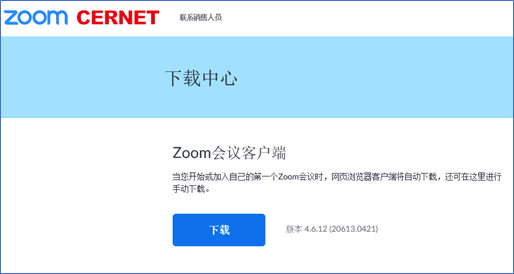 zoom CERNET 联系销售人员
下载中心
Zoom会议客户端
当您开始或加入自己的第一个Zoom会议时，网页浏览器客户端将自动下载，还可在这里进行
手动下载。
下载 版本 4.6.12 (20613.0421)